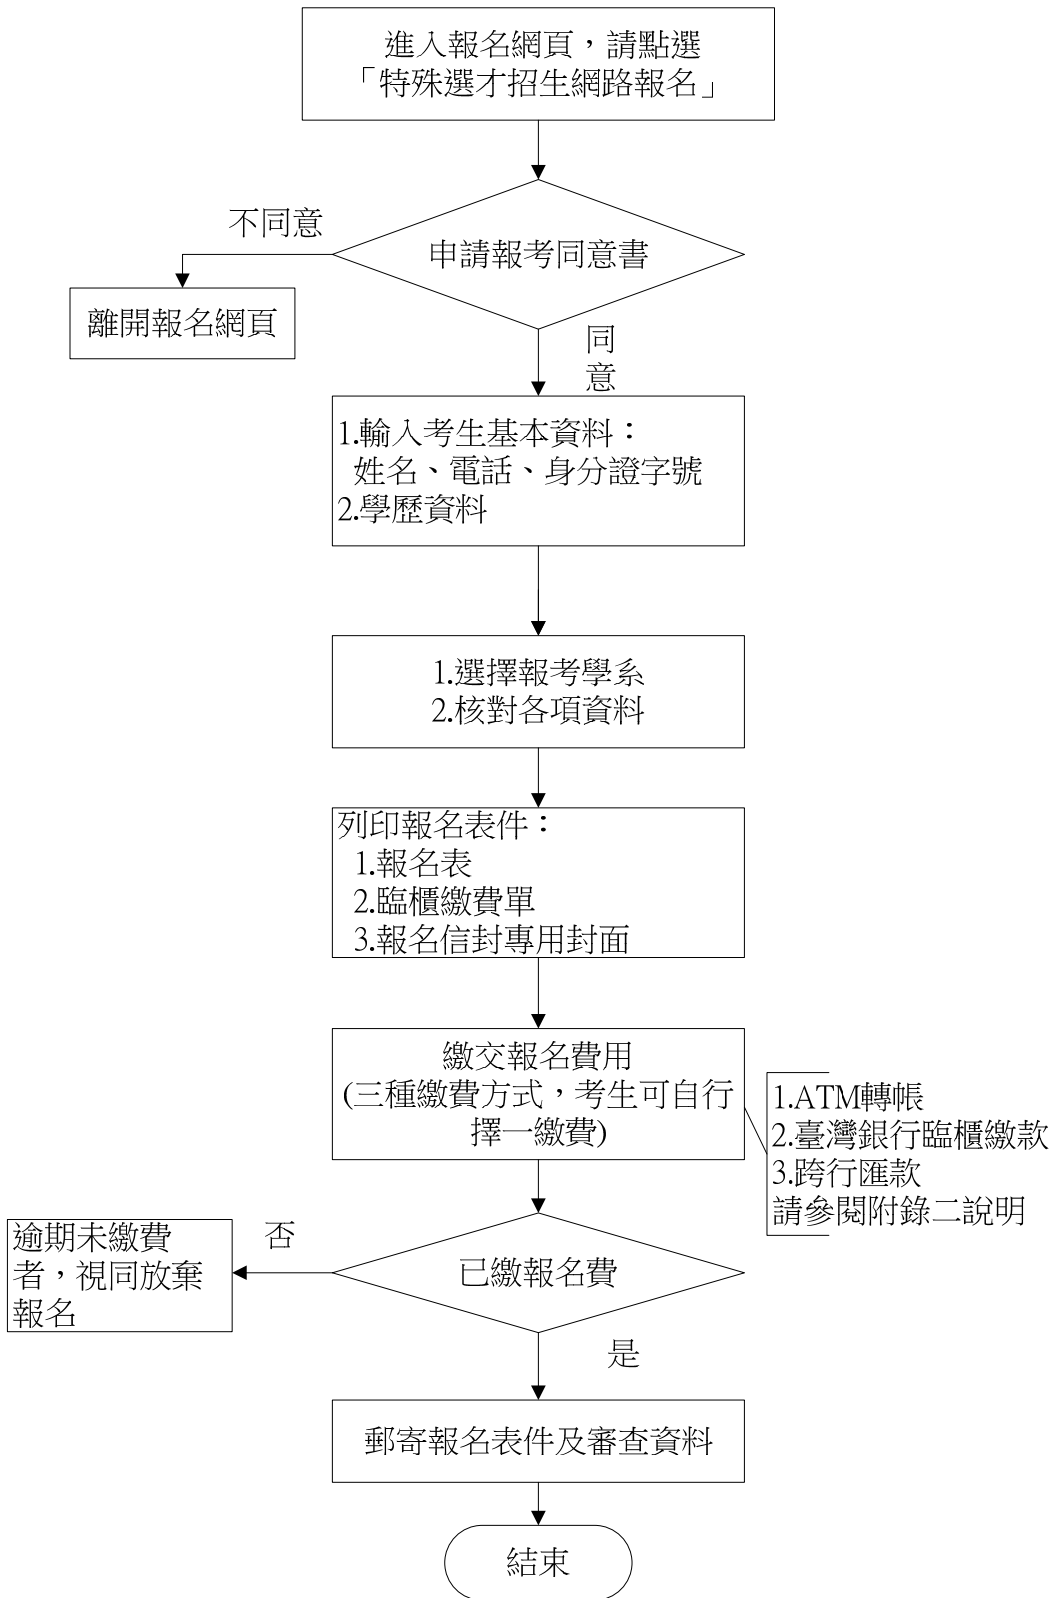 進入報名網頁，請點選
「特殊選才招生網路報名」
不同意
申請報考同意書
離開報名網頁
同
意
1.輸入考生基本資料：
姓名、電話、身分證字號
2.學歷資料
1.選擇報考學系
2.核對各項資料
列印報名表件：
1.報名表
2.臨櫃繳費單
3.報名信封專用封面
繳交報名費用
(三種繳費方式，考生可自行
擇一繳費)
1.ATM轉帳
2.臺灣銀行臨櫃繳款
3.跨行匯款
請參閱附錄二說明
否
逾期未繳費
者，視同放棄
報名
已繳報名費
是
郵寄報名表件及審查資料
結束